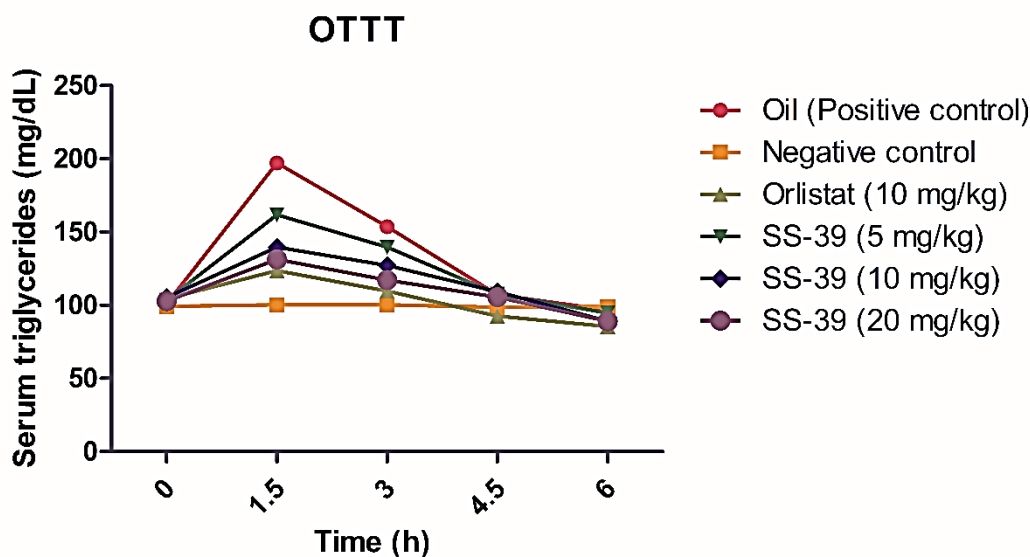 OTTT
Serum triglycerides (mg/dL)
250
200
150
100
50
0
0
1.5
3
4.5
6
Time (h)
Oil (Positive control)
Negative control
Orlistat (10 mg/kg)
SS-39 (5 mg/kg)
SS-39 (10 mg/kg)
SS-39 (20 mg/kg)